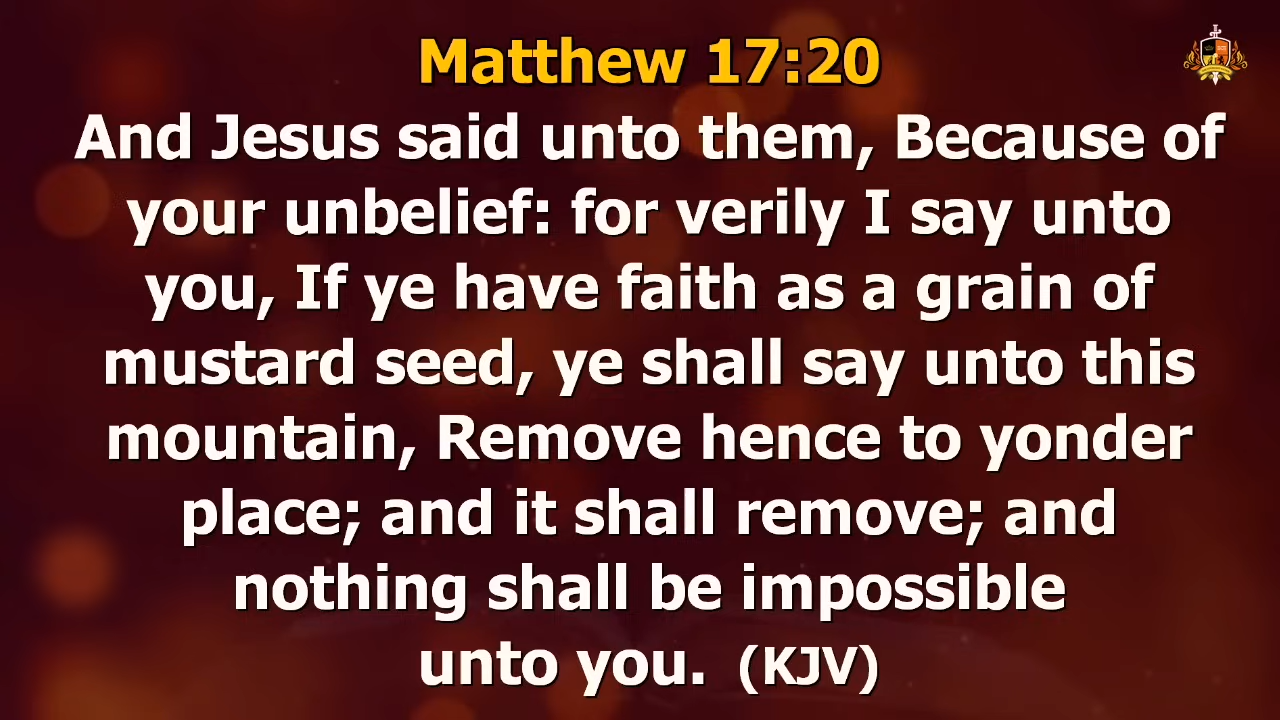 Matthew 17:20
And Jesus said unto them, Because of
your unbelief: for verily I say unto
you, If ye have faith as a grain of
mustard seed, ye shall say unto this
mountain, Remove hence to yonder
place; and it shall remove; and
nothing shall be impossible
unto you. (KJV)